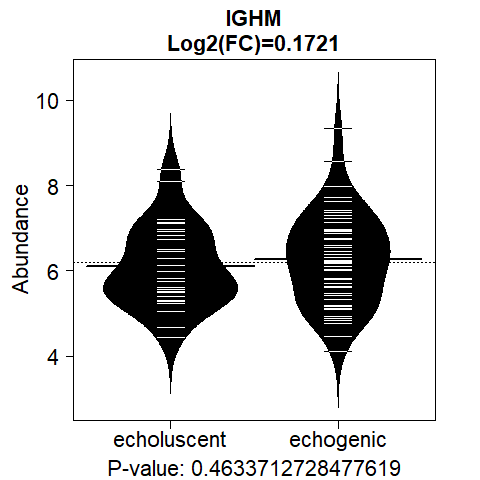 IGHM
Log2(FC)=0.1721
Abundance
10
8
6
4
echoluscent echogenic
P-value: 0.4633712728477619